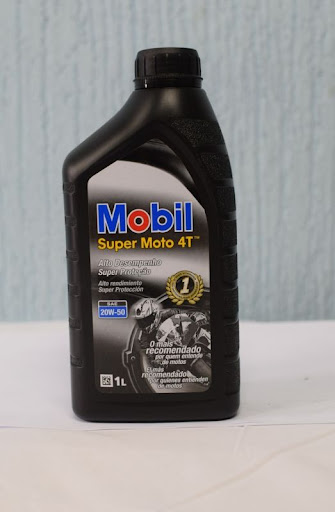 Mobil
Super Moto 4T™
Alto Desempenho
Super Proteção
Alto rendimiento
Super Protección
1
SAE
20W-50
O mais
recomendado
por quem entende
de motos
El más
recomendado
por quienes entienden
de motos
1L